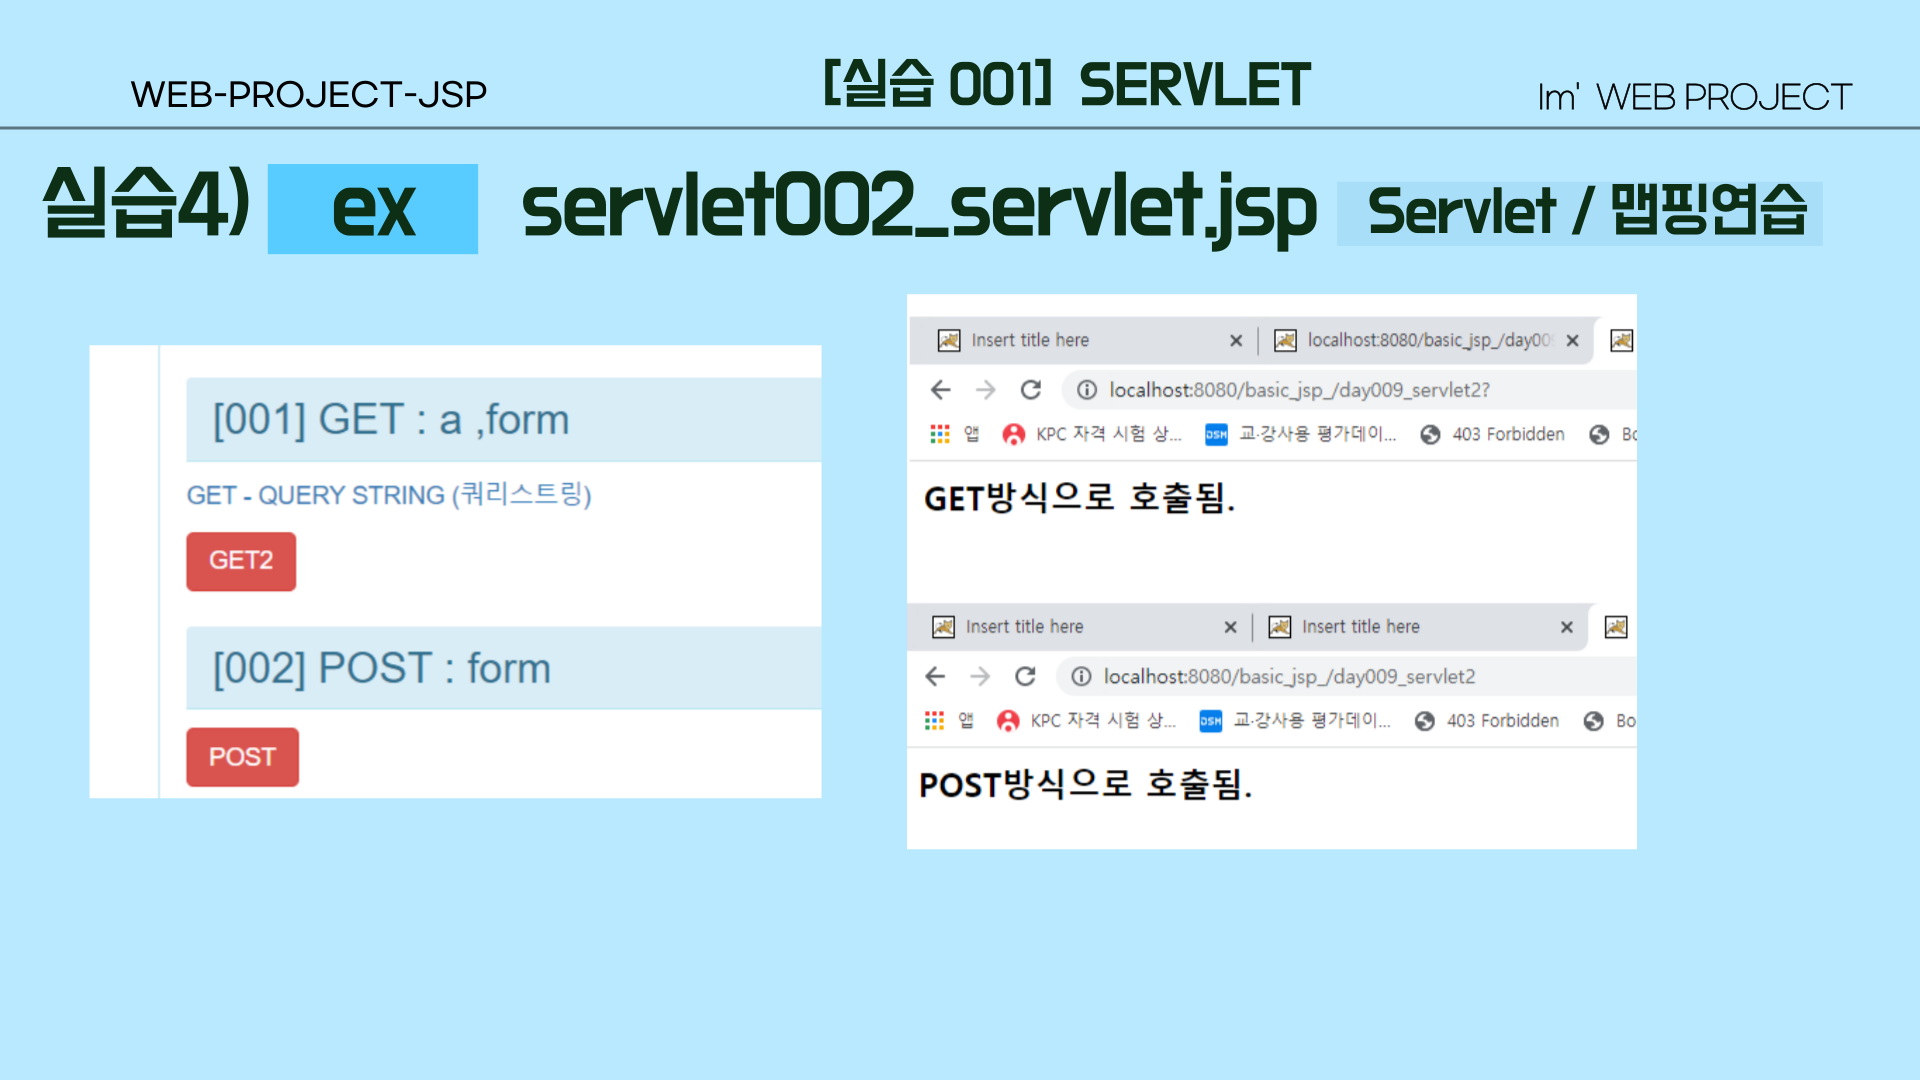 WEB-PROJECT-JSP
[실습 001] SERVLET
Im' WEB PROJECT
실습4) ex servlet002_servlet.jsp Servlet / 맵핑연습
[001] GET : a ,form
GET - QUERY STRING (쿼리스트링)
GET2
[002] POST : form
POST
Insert title here
localhost:8080/basic_jsp_/day00
localhost:8080/basic_jsp_/day009_servlet2?
앱 KPC 자격 시험 상... DSM 교·강사용 평가데이... 403 Forbidden Bo
GET방식으로 호출됨.
Insert title here
Insert title here
localhost:8080/basic_jsp_/day009_servlet2
앱 KPC 자격 시험 상... DSM 교·강사용 평가데이... 403 Forbidden Bo
POST방식으로 호출됨.